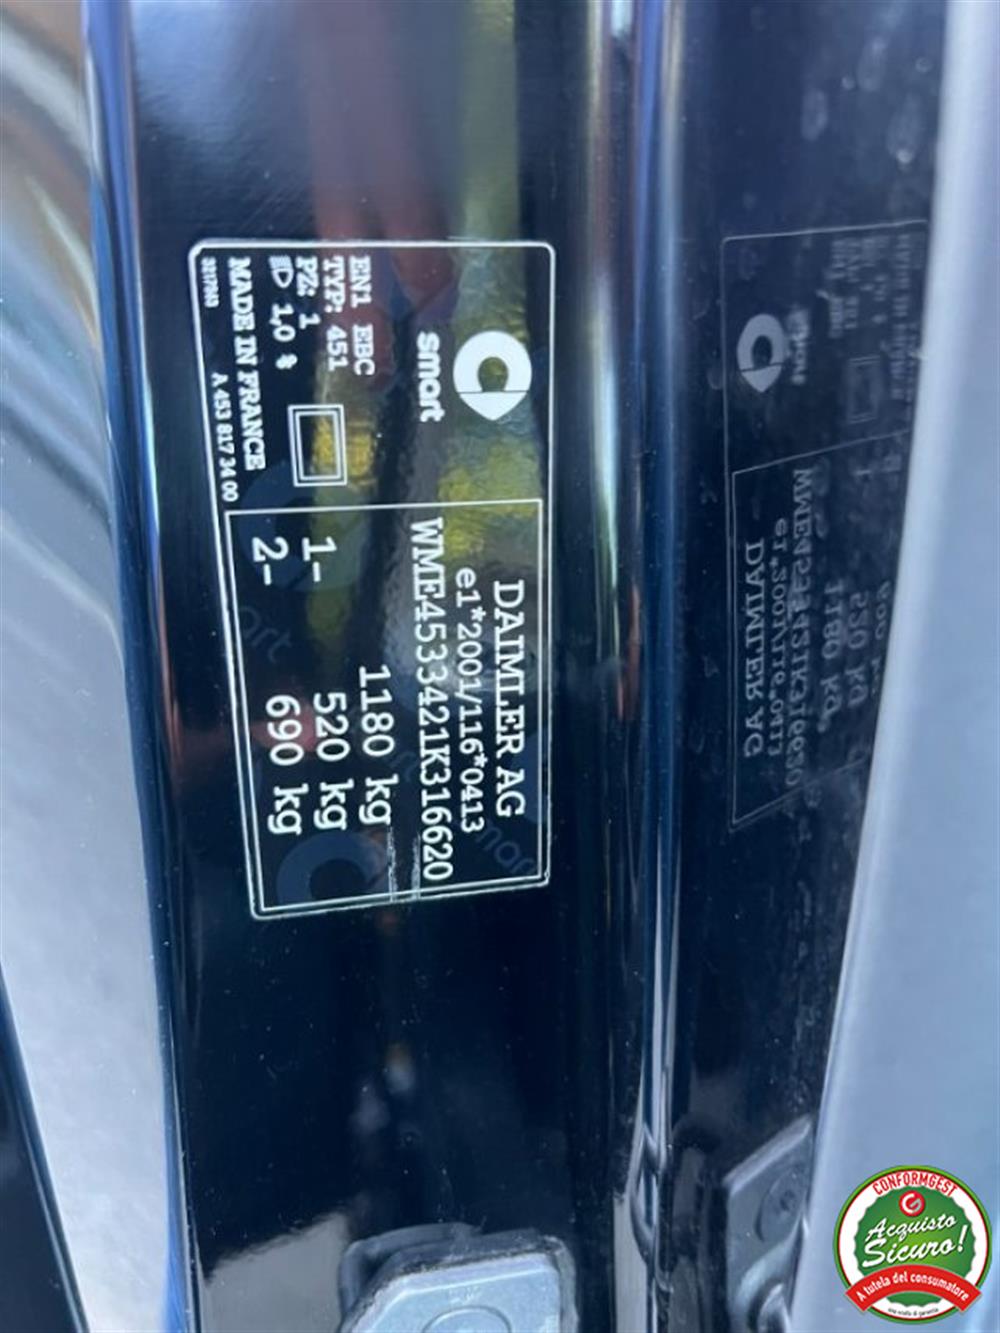 smart
EN1 EBC
TYP: 451
PZ: 1
1,0 %
MADE IN FRANCE
3217543
A 453 817 34 00
DAIMLER AG
e1*2001/116*0413
WME4533421K316620
1180 kg
1- 520 kg
2- 690 kg
CONFORMGEST
Acquisto
Sicuro!
A tutela del consumatore